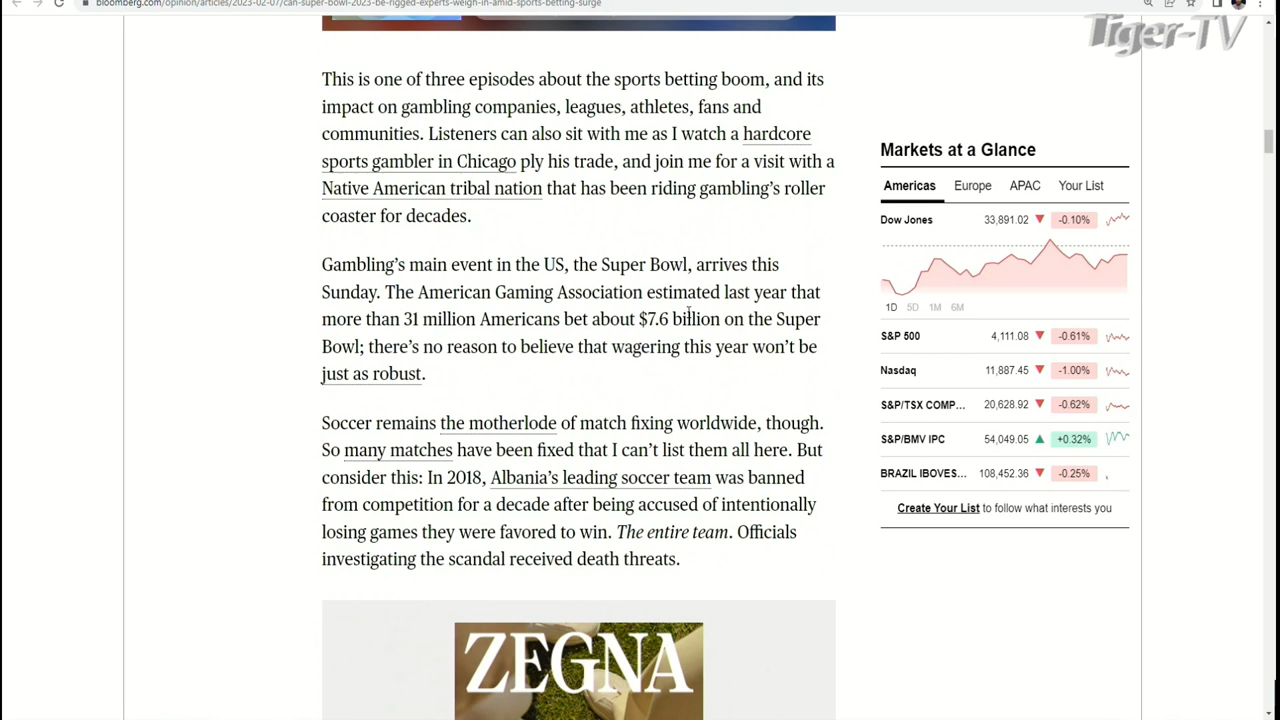 bloomberg.com/opinion/articles/2023-02-07/can-super-bowl-2023-be-rigged-experts-weigh-in-amid-sports-betting-surge
Tiger-TV
This is one of three episodes about the sports betting boom, and its
impact on gambling companies, leagues, athletes, fans and
communities. Listeners can also sit with me as I watch a hardcore
sports gambler in Chicago ply his trade, and join me for a visit with a
Native American tribal nation that has been riding gambling’s roller
coaster for decades.
Gambling’s main event in the US, the Super Bowl, arrives this
Sunday. The American Gaming Association estimated last year that
more than 31 million Americans bet about $7.6 billion on the Super
Bowl; there’s no reason to believe that wagering this year won’t be
just as robust.
Soccer remains the motherlode of match fixing worldwide, though.
So many matches have been fixed that I can’t list them all here. But
consider this: In 2018, Albania’s leading soccer team was banned
from competition for a decade after being accused of intentionally
losing games they were favored to win. The entire team. Officials
investigating the scandal received death threats.
ZEGNA
Markets at a Glance
Americas Europe APAC Your List
Dow Jones 33,891.02 ▼ -0.10%
1D 5D 1M 6M
S&P 500 4,111.08 ▼ -0.61%
Nasdaq 11,887.45 ▼ -1.00%
S&P/TSX COMP... 20,628.92 ▼ -0.62%
S&P/BMV IPC 54,049.05 ▲ +0.32%
BRAZIL IBOVES... 108,452.36 ▼ -0.25%
Create Your List to follow what interests you